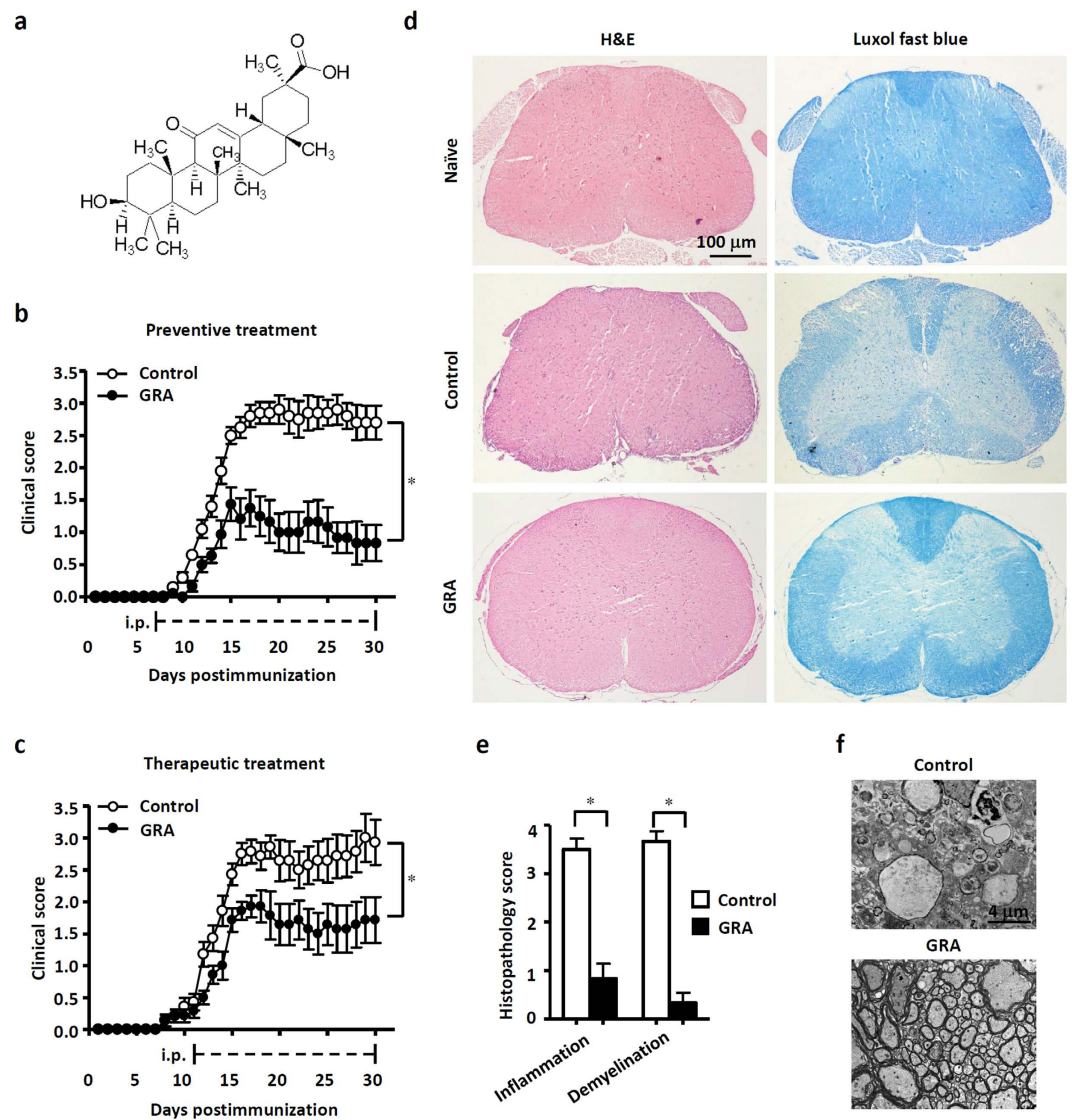 a
O
CH₃
OH
O
H
CH₃
CH₃
CH₃
H
CH₃
HO
H
H
H₃C
CH₃
b
Preventive treatment
Control
GRA
3.5
3.0
2.5
2.0
1.5
1.0
0.5
0.0
Clinical score
i.p.
0 5 10 15 20 25 30
Days postimmunization
*
c
Therapeutic treatment
Control
GRA
3.5
3.0
2.5
2.0
1.5
1.0
0.5
0.0
Clinical score
i.p.
0 5 10 15 20 25 30
Days postimmunization
*
d
H&E Luxol fast blue
Naïve
100 μm
Control
GRA
e
* *
4
3
2
1
0
Histopathology score
Control
GRA
Inflammation
Demyelination
f
Control
4 μm
GRA